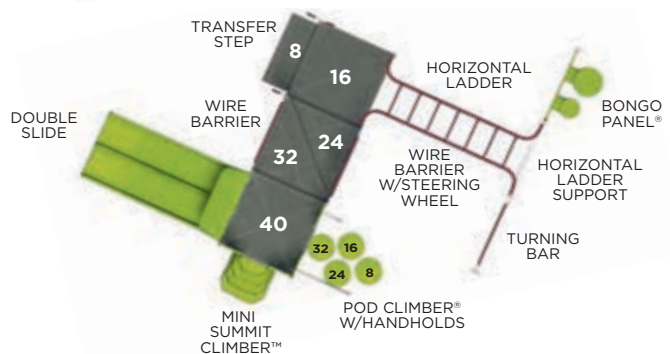 TRANSFER
STEP
8
16
HORIZONTAL
LADDER
BONGO
PANEL®
WIRE
BARRIER
DOUBLE
SLIDE
24
32
WIRE
BARRIER
W/STEERING
WHEEL
HORIZONTAL
LADDER
SUPPORT
40
TURNING
BAR
32
16
24
8
POD CLIMBER®
W/HANDHOLDS
MINI
SUMMIT
CLIMBER™